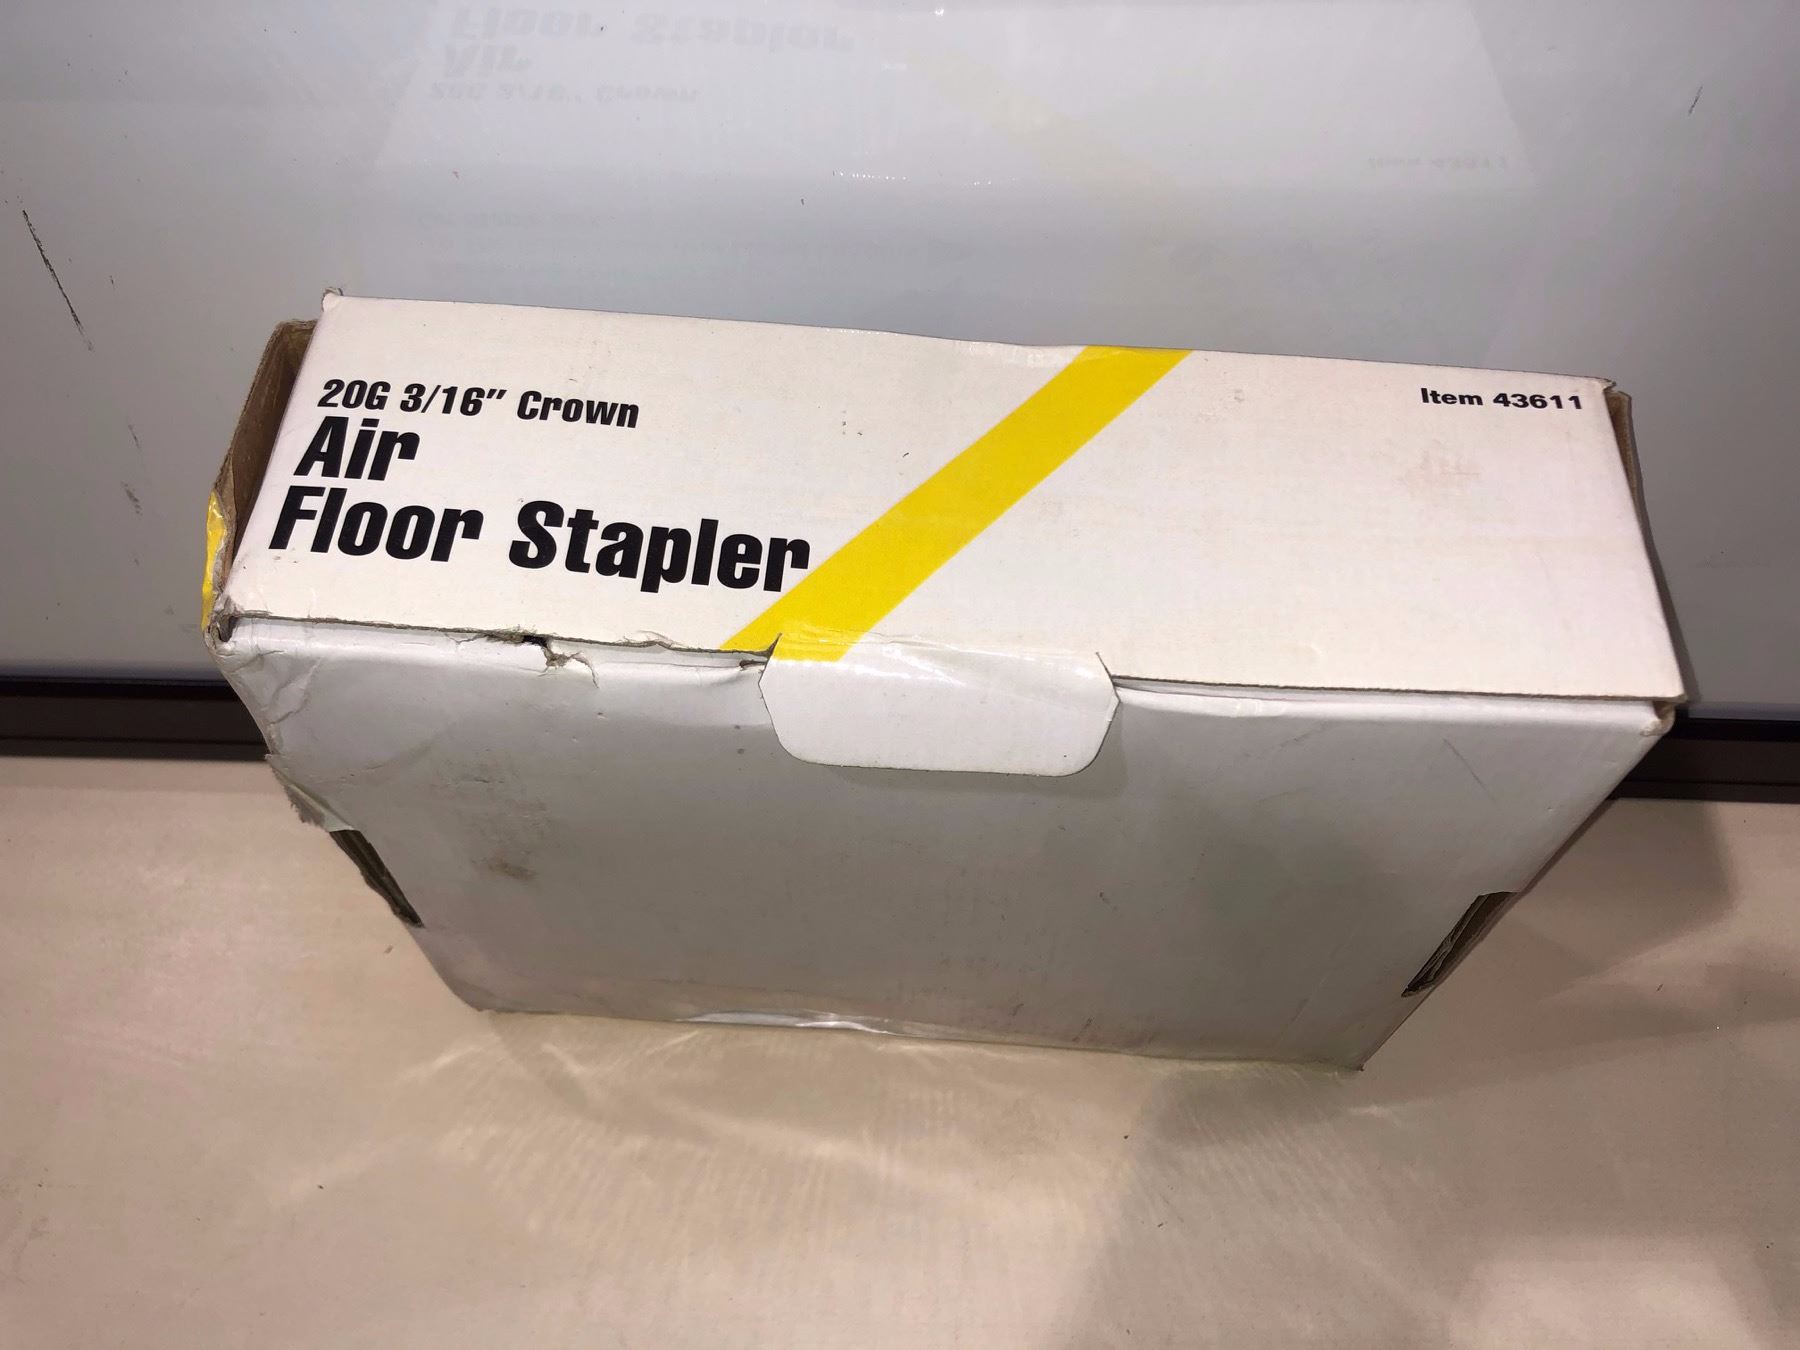 20G 3/16" Crown
Air
Floor Stapler
Item 43611